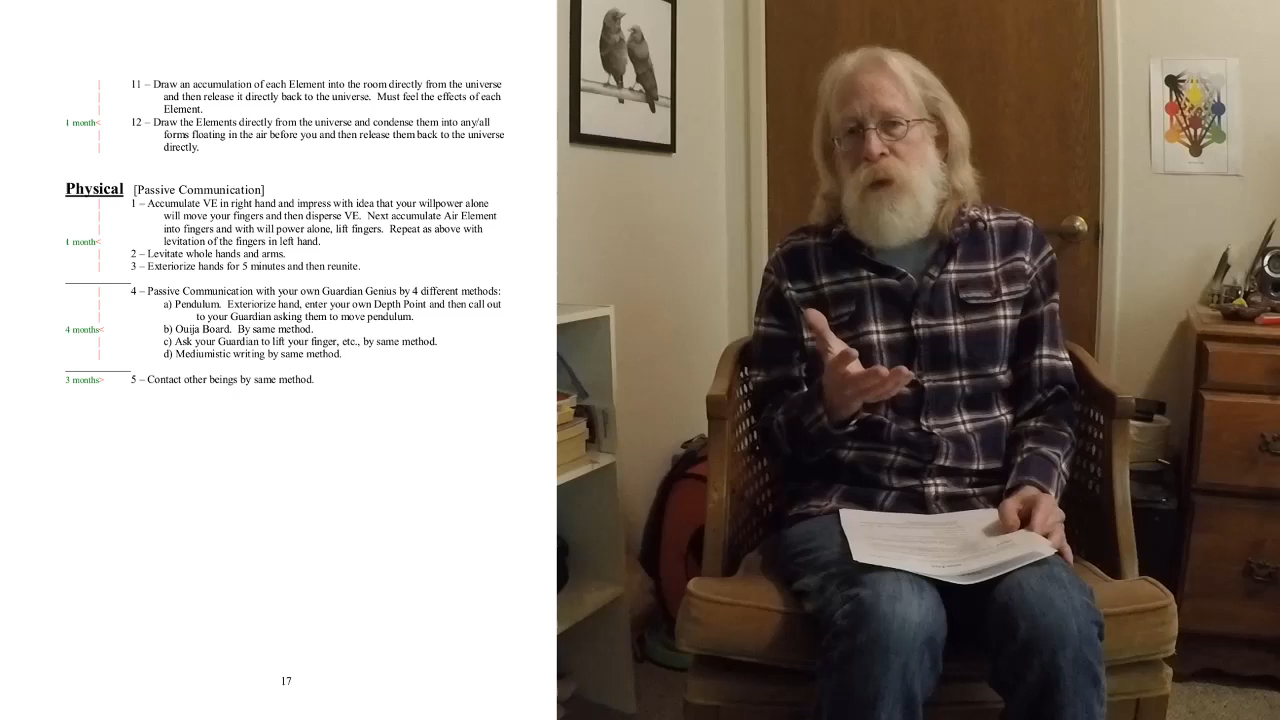 11 – Draw an accumulation of each Element into the room directly from the universe
and then release it directly back to the universe. Must feel the effects of each
Element.
1 month<
12 – Draw the Elements directly from the universe and condense them into any/all
forms floating in the air before you and then release them back to the universe
directly.
Physical [Passive Communication]
1 – Accumulate VE in right hand and impress with idea that your willpower alone
will move your fingers and then disperse VE. Next accumulate Air Element
into fingers and with will power alone, lift fingers. Repeat as above with
1 month<
levitation of the fingers in left hand.
2 – Levitate whole hands and arms.
3 – Exteriorize hands for 5 minutes and then reunite.
4 – Passive Communication with your own Guardian Genius by 4 different methods:
a) Pendulum. Exteriorize hand, enter your own Depth Point and then call out
to your Guardian asking them to move pendulum.
4 months<
b) Ouija Board. By same method.
c) Ask your Guardian to lift your finger, etc., by same method.
d) Mediumistic writing by same method.
3 months>
5 – Contact other beings by same method.
17